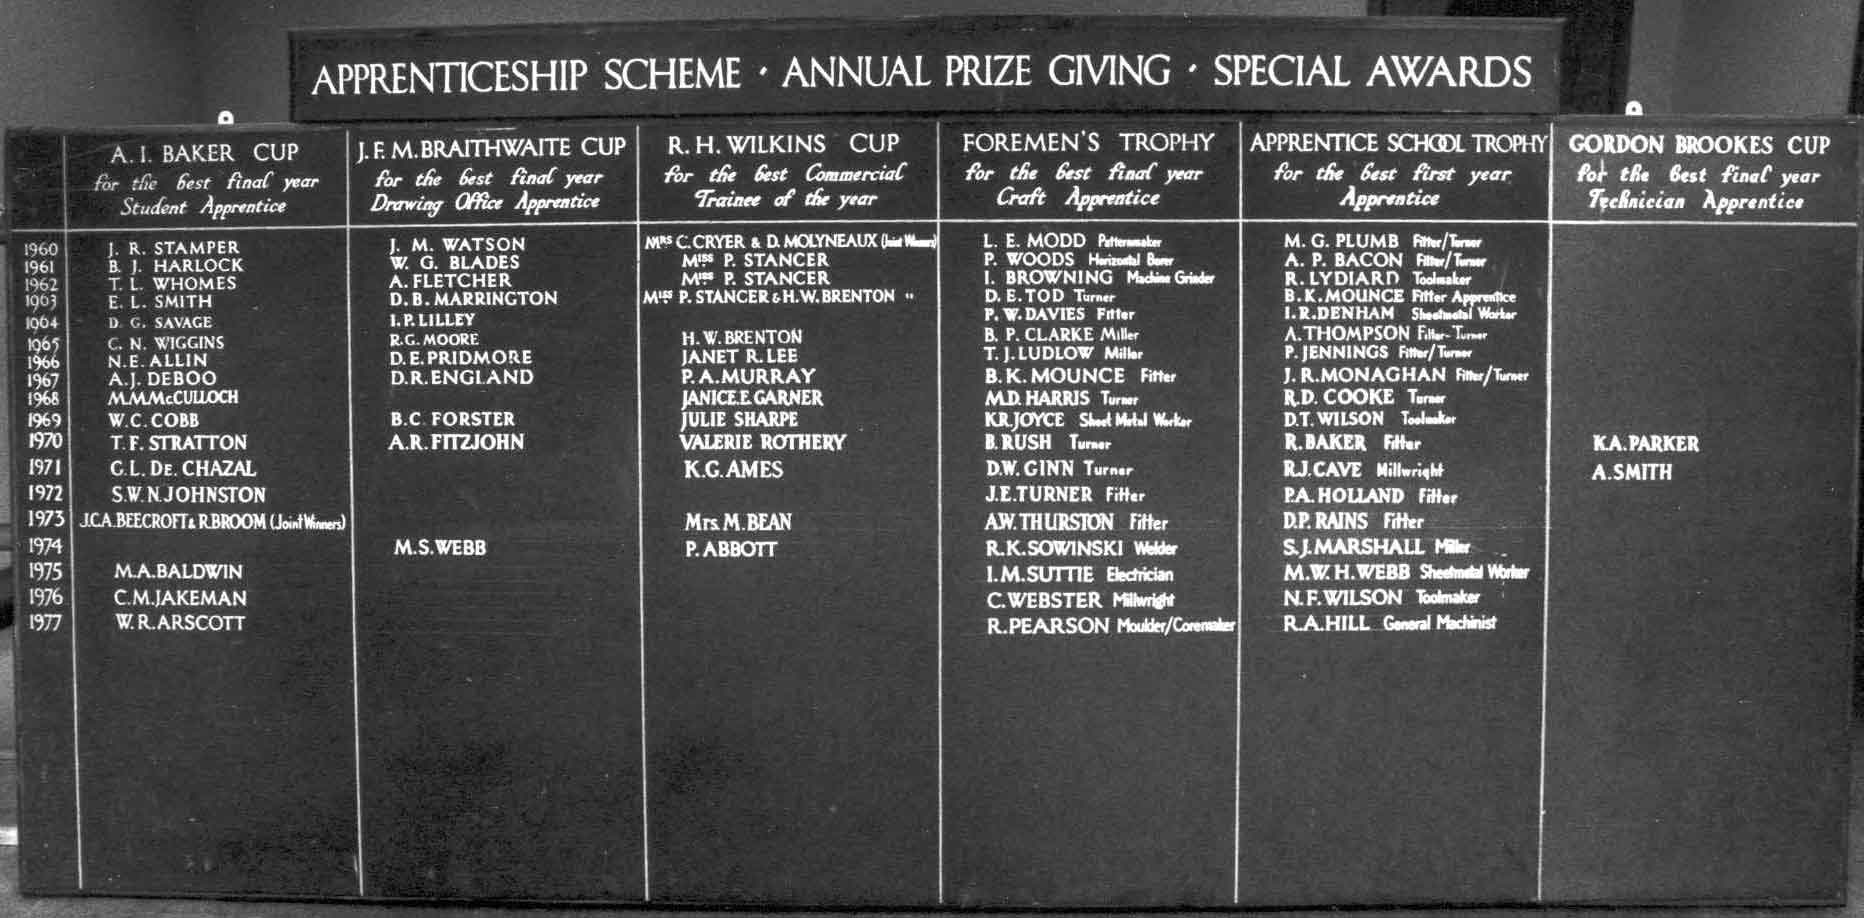 APPRENTICESHIP SCHEME · ANNUAL PRIZE GIVING · SPECIAL AWARDS
A. I. BAKER CUP J. F. M. BRAITHWAITE CUP R. H. WILKINS CUP FOREMEN'S TROPHY APPRENTICE SCHOOL TROPHY GORDON BROOKES CUP
for the best final year for the best final year for the best Commercial for the best final year for the best first year for the best final year
Student Apprentice Drawing Office Apprentice Trainee of the year Craft Apprentice Apprentice Technician Apprentice
1960 J. R. STAMPER J. M. WATSON MRS C. CRYER & D. MOLYNEAUX (Joint Winners) L. E. MODD Patternmaker M. G. PLUMB Fitter/Turner
1961 B. J. HARLOCK W. G. BLADES MISS P. STANCER P. WOODS Horizontal Borer A. P. BACON Fitter/Turner
1962 T. L. WHOMES A. FLETCHER MISS P. STANCER I. BROWNING Machine Grinder R. LYDIARD Toolmaker
1963 E. L. SMITH D. B. MARRINGTON MISS P. STANCER & H. W. BRENTON " D. E. TOD Turner B. K. MOUNCE Fitter Apprentice
1964 D. G. SAVAGE I. P. LILLEY P. W. DAVIES Fitter I. R. DENHAM Sheetmetal Worker
1965 C. N. WIGGINS R. G. MOORE H. W. BRENTON B. P. CLARKE Miller A. THOMPSON Fitter-Turner
1966 N. E. ALLIN D. E. PRIDMORE JANET R. LEE T. J. LUDLOW Miller P. JENNINGS Fitter/Turner
1967 A. J. DEBOO D. R. ENGLAND P. A. MURRAY B. K. MOUNCE Fitter J. R. MONAGHAN Fitter/Turner
1968 M. M. McCULLOCH JANICE. E. GARNER M. D. HARRIS Turner R. D. COOKE Turner
1969 W. C. COBB B. C. FORSTER JULIE SHARPE K. R. JOYCE Sheet Metal Worker D. T. WILSON Toolmaker
1970 T. F. STRATTON A. R. FITZJOHN VALERIE ROTHERY B. RUSH Turner R. BAKER Fitter K. A. PARKER
1971 G. L. DE. CHAZAL K. G. AMES D. W. GINN Turner R. J. CAVE Millwright A. SMITH
1972 S. W. N. JOHNSTON J. E. TURNER Fitter P. A. HOLLAND Fitter
1973 J. C. A. BEECROFT & R. BROOM (Joint Winners) Mrs. M. BEAN A. W. THURSTON Fitter D. P. RAINS Fitter
1974 M. S. WEBB P. ABBOTT R. K. SOWINSKI Welder S. J. MARSHALL Miller
1975 M. A. BALDWIN I. M. SUTTIE Electrician M. W. H. WEBB Sheetmetal Worker
1976 C. M. JAKEMAN C. WEBSTER Millwright N. F. WILSON Toolmaker
1977 W. R. ARSCOTT R. PEARSON Moulder/Coremaker R. A. HILL General Machinist